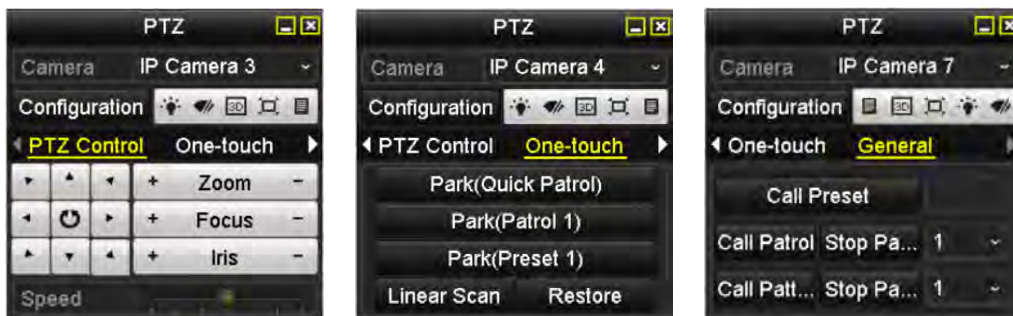 PTZ
Camera IP Camera 3
Configuration
PTZ Control One-touch
+ Zoom -
+ Focus -
+ Iris -
Speed
PTZ
Camera IP Camera 4
Configuration
PTZ Control One-touch
Park(Quick Patrol)
Park(Patrol 1)
Park(Preset 1)
Linear Scan Restore
PTZ
Camera IP Camera 7
Configuration
One-touch General
Call Preset
Call Patrol Stop Pa... 1
Call Patt... Stop Pa... 1